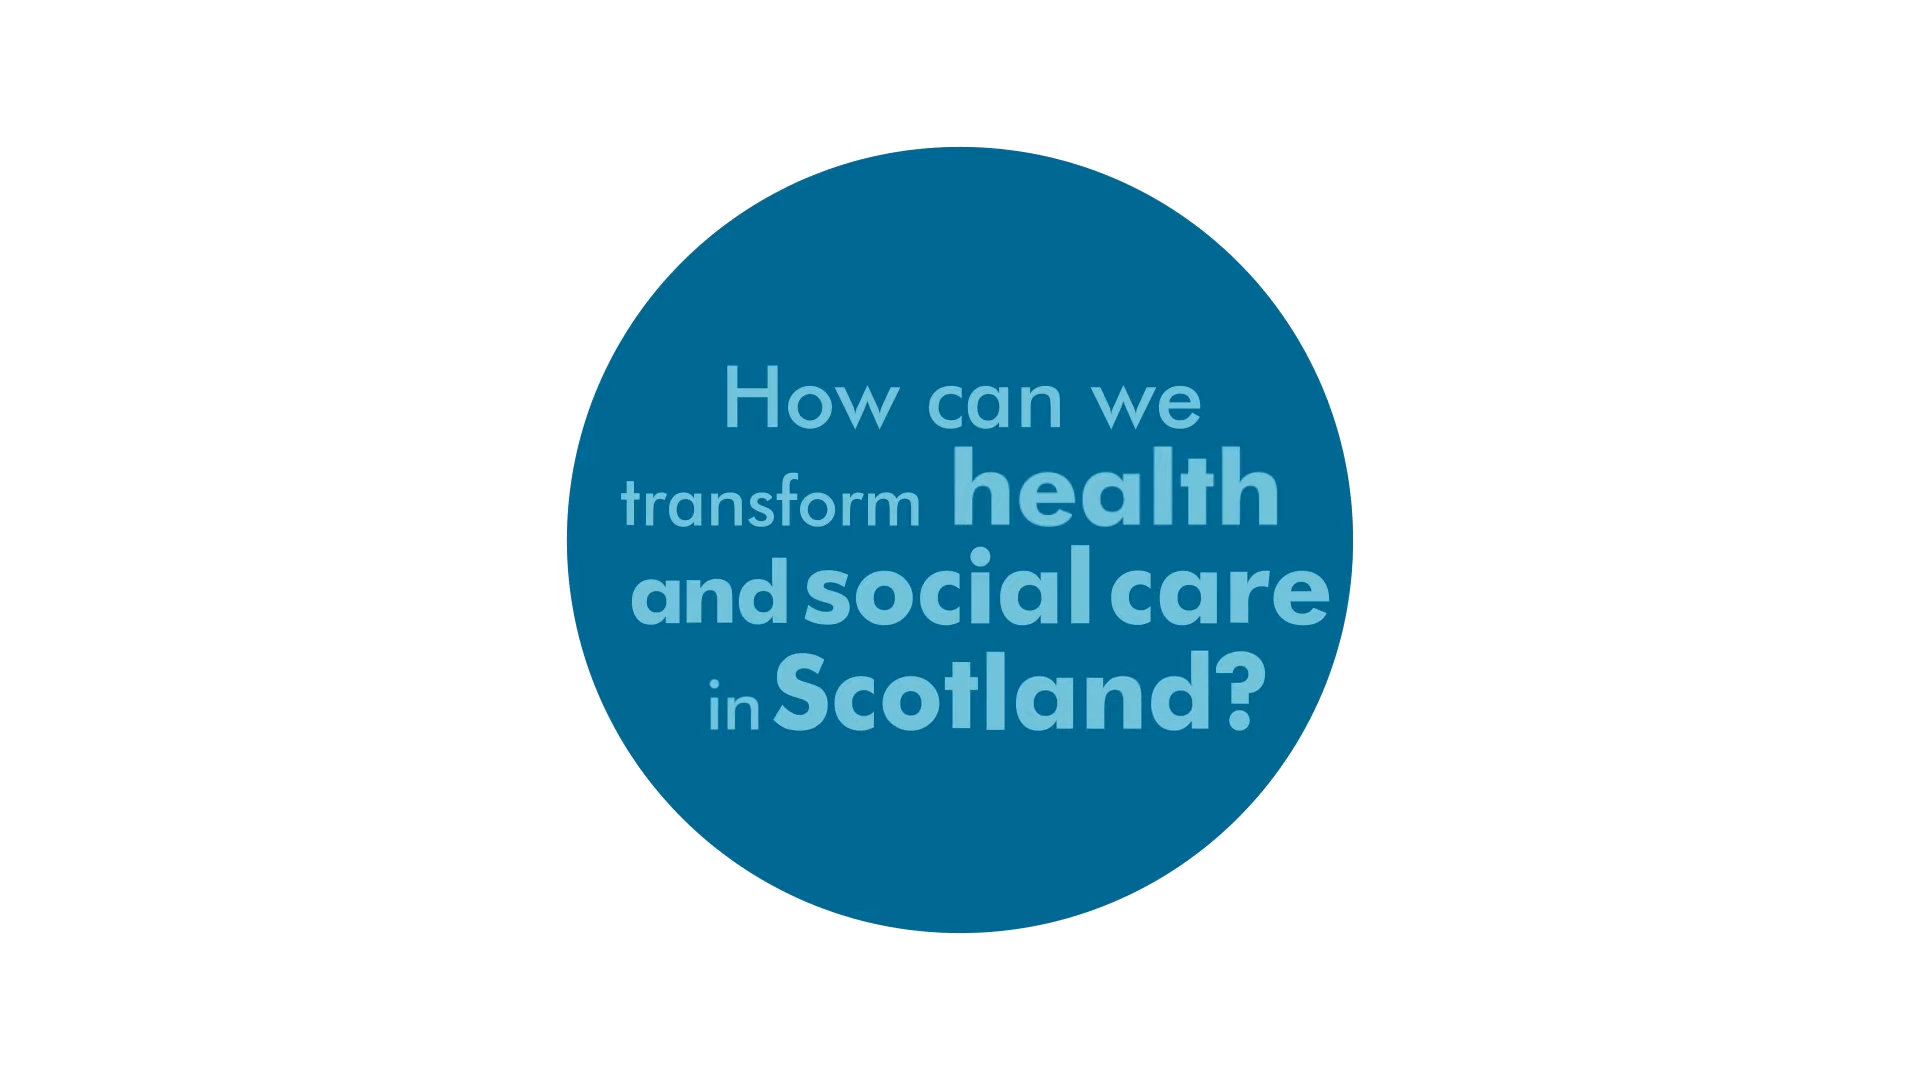 How can we
transform health
and social care
in Scotland?